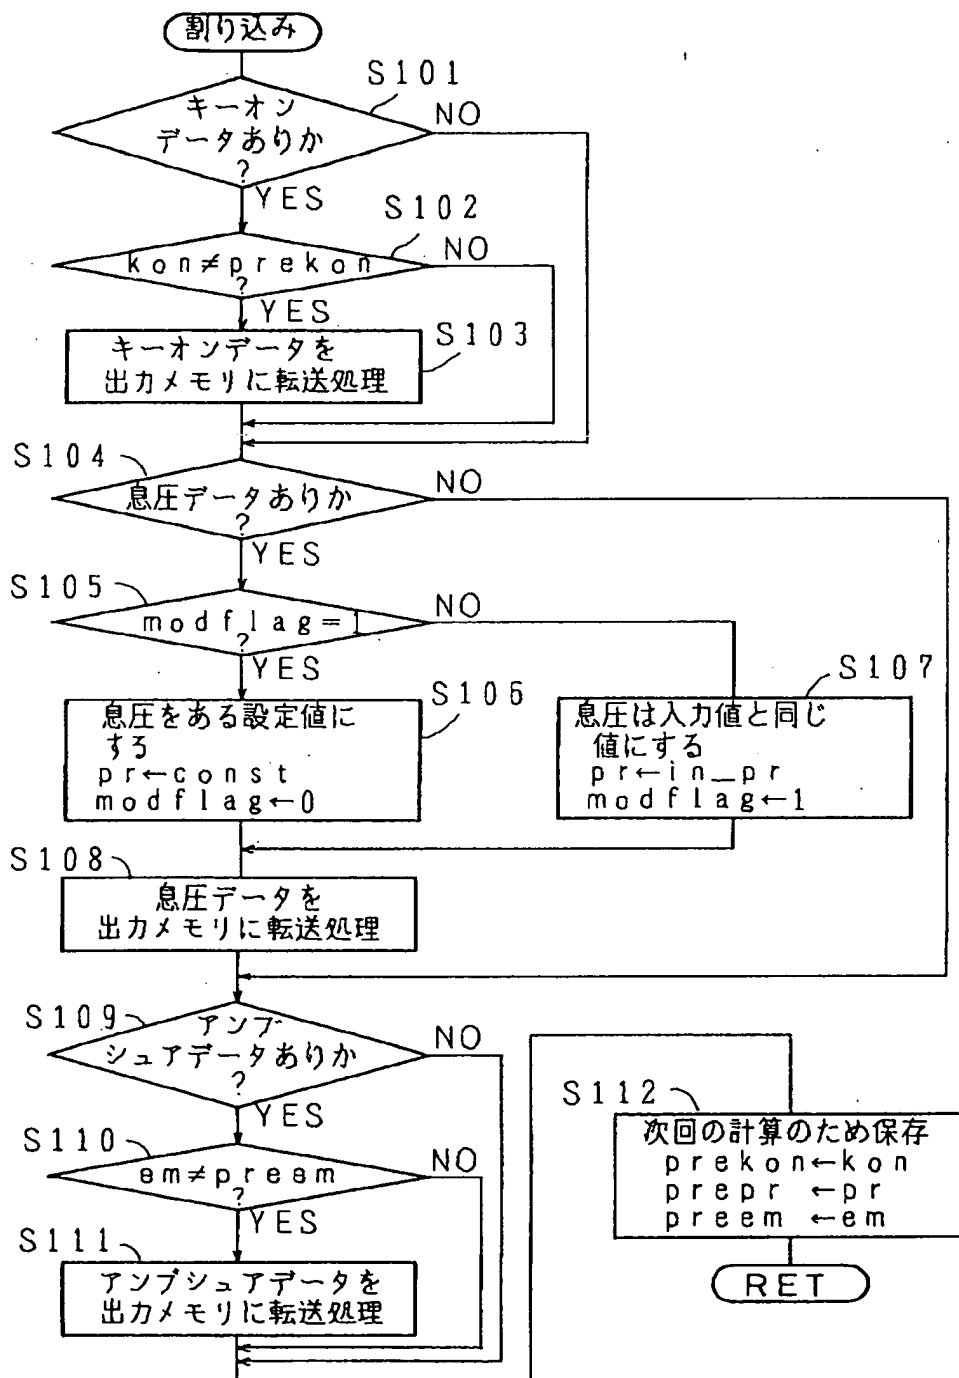 割り込み
S101
キーオン
データありか
?
NO
YES
S102
kon≠prekon
?
NO
YES
S103
キーオンデータを
出力メモリに転送処理
S104
息圧データありか
?
NO
YES
S105
modflag=1
?
NO
YES
S106
息圧をある設定値に
する
pr←const
modflag←0
S107
息圧は入力値と同じ
値にする
pr←in_pr
modflag←1
S108
息圧データを
出力メモリに転送処理
S109
アンブ
シュアデータありか
?
NO
YES
S110
em≠preem
?
NO
YES
S111
アンブシュアデータを
出力メモリに転送処理
S112
次回の計算のため保存
prekon←kon
prepr ←pr
preem ←em
RET